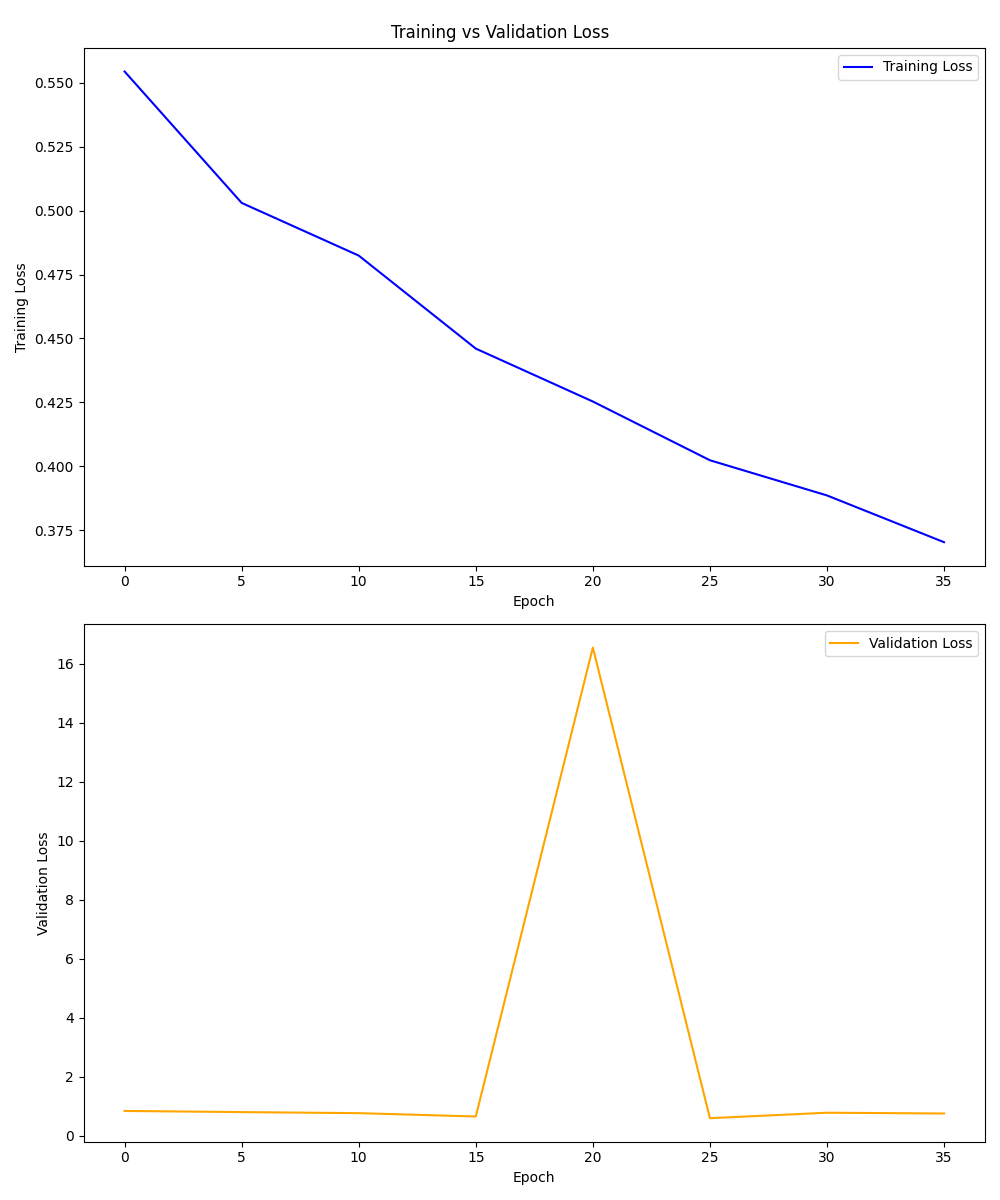 Training vs Validation Loss
Training Loss
0.550
0.525
0.500
0.475
0.450
0.425
0.400
0.375
Training Loss
0 5 10 15 20 25 30 35
Epoch
Validation Loss
16
14
12
10
8
6
4
2
0
Validation Loss
0 5 10 15 20 25 30 35
Epoch